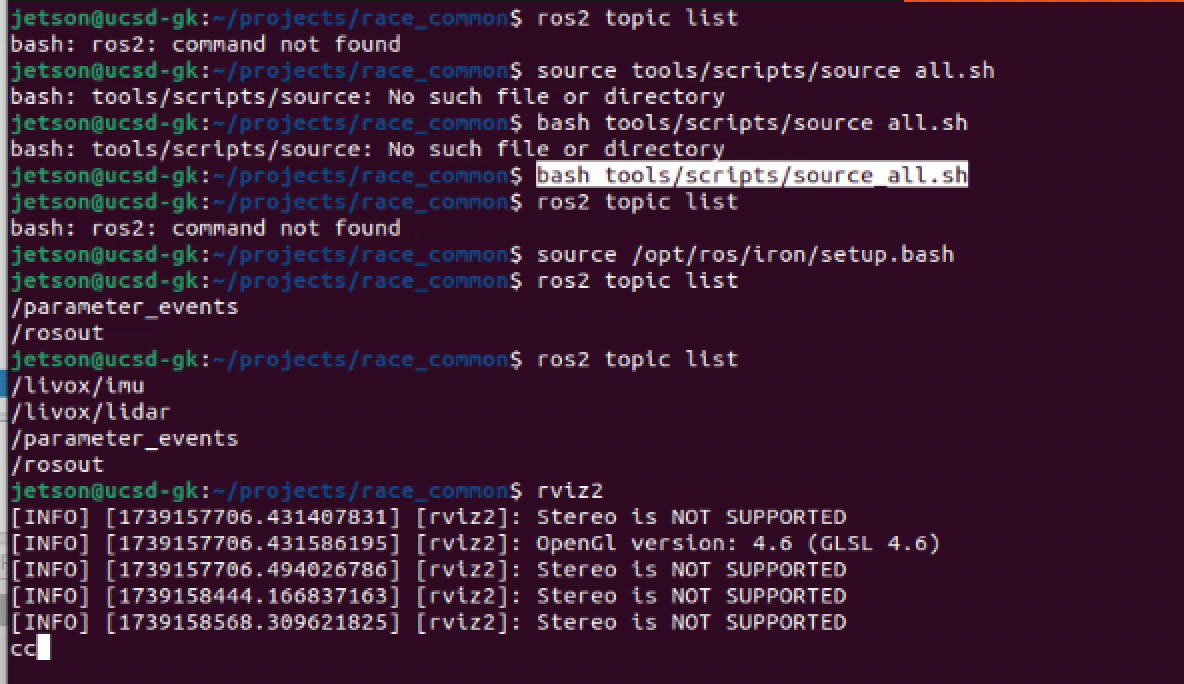 jetson@ucsd-gk:~/projects/race_common$ ros2 topic list
bash: ros2: command not found
jetson@ucsd-gk:~/projects/race_common$ source tools/scripts/source all.sh
bash: tools/scripts/source: No such file or directory
jetson@ucsd-gk:~/projects/race_common$ bash tools/scripts/source all.sh
bash: tools/scripts/source: No such file or directory
jetson@ucsd-gk:~/projects/race_common$ bash tools/scripts/source_all.sh
jetson@ucsd-gk:~/projects/race_common$ ros2 topic list
bash: ros2: command not found
jetson@ucsd-gk:~/projects/race_common$ source /opt/ros/iron/setup.bash
jetson@ucsd-gk:~/projects/race_common$ ros2 topic list
/parameter_events
/rosout
jetson@ucsd-gk:~/projects/race_common$ ros2 topic list
/livox/imu
/livox/lidar
/parameter_events
/rosout
jetson@ucsd-gk:~/projects/race_common$ rviz2
[INFO] [1739157706.431407831] [rviz2]: Stereo is NOT SUPPORTED
[INFO] [1739157706.431586195] [rviz2]: OpenGl version: 4.6 (GLSL 4.6)
[INFO] [1739157706.494026786] [rviz2]: Stereo is NOT SUPPORTED
[INFO] [1739158444.166837163] [rviz2]: Stereo is NOT SUPPORTED
[INFO] [1739158568.309621825] [rviz2]: Stereo is NOT SUPPORTED
cc